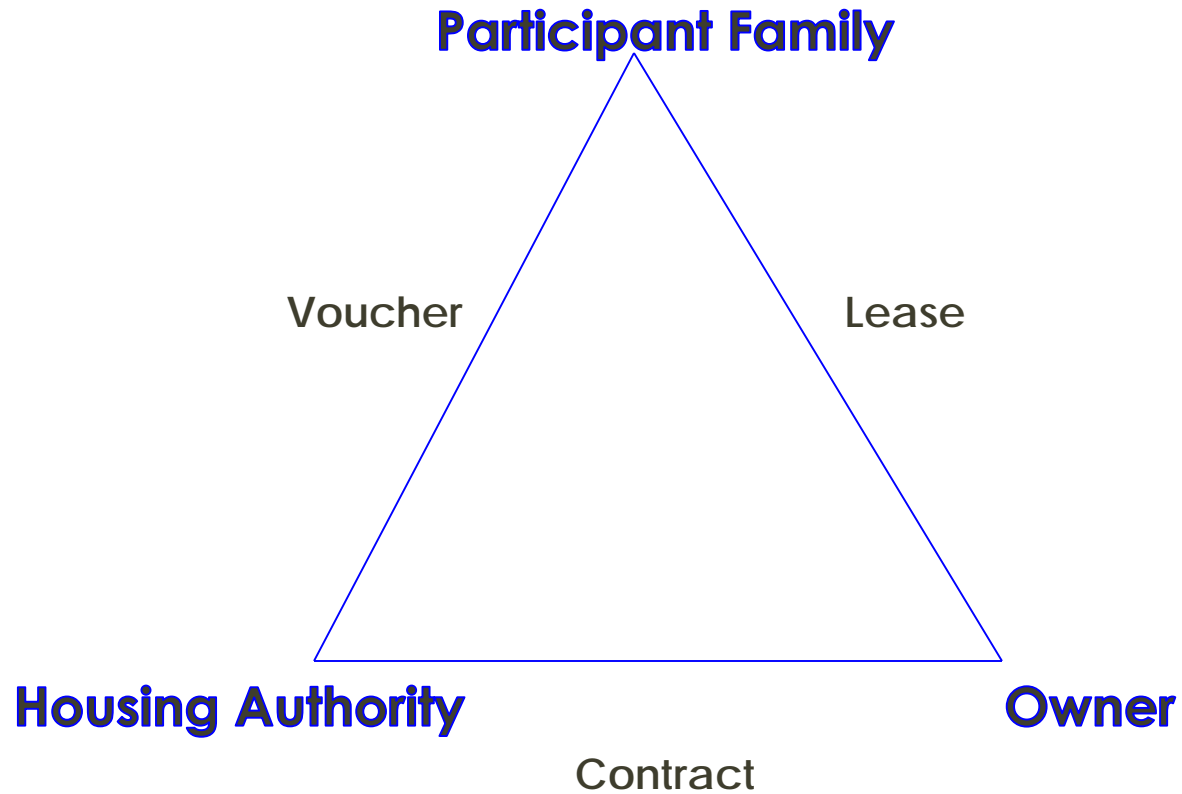 Participant Family
Voucher
Lease
Housing Authority
Owner
Contract